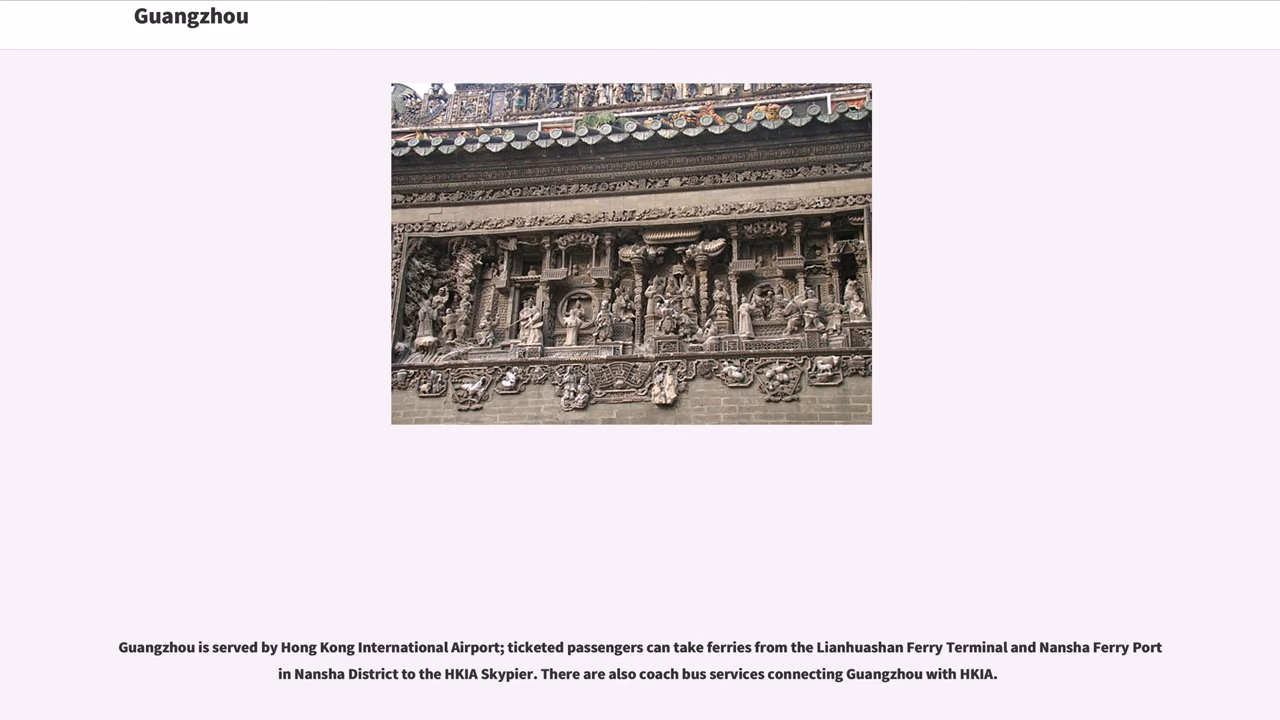 Guangzhou
Guangzhou is served by Hong Kong International Airport; ticketed passengers can take ferries from the Lianhuashan Ferry Terminal and Nansha Ferry Port
in Nansha District to the HKIA Skypier. There are also coach bus services connecting Guangzhou with HKIA.